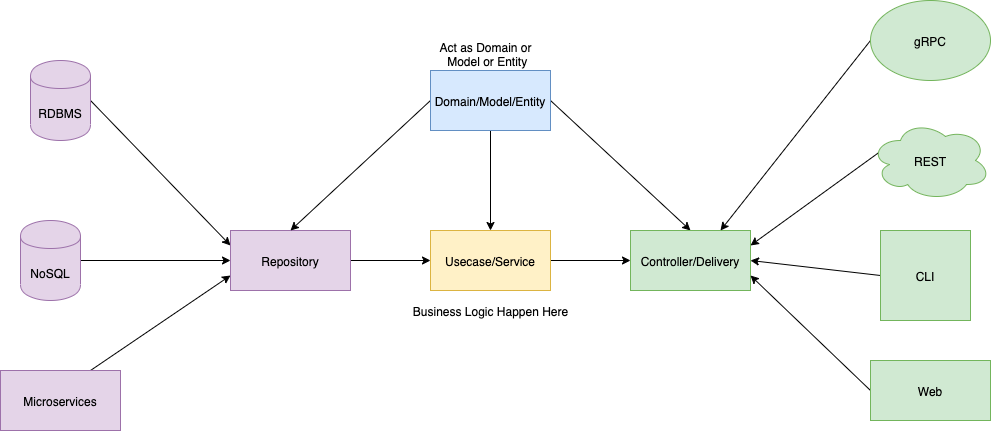 gRPC
Act as Domain or
Model or Entity
Domain/Model/Entity
RDBMS
REST
NoSQL
Repository
Usecase/Service
Controller/Delivery
CLI
Business Logic Happen Here
Microservices
Web